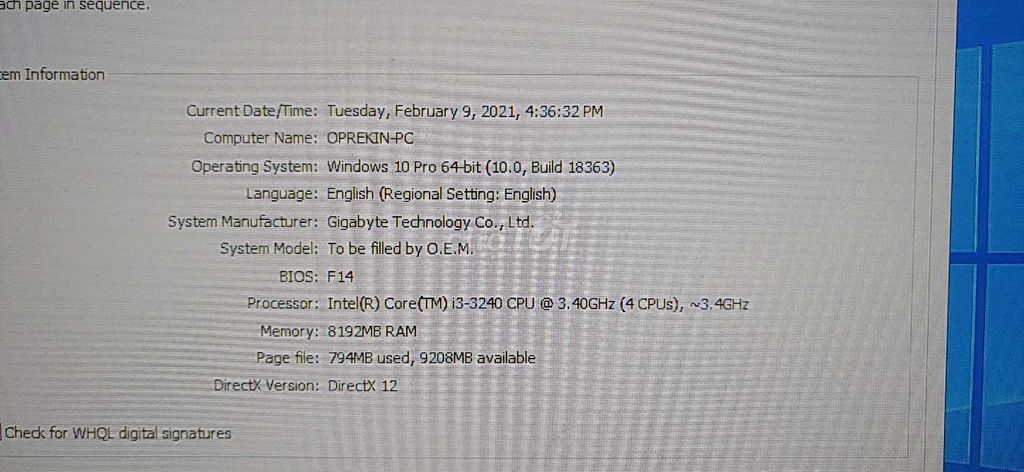 ach page in sequence.
tem Information
Current Date/Time: Tuesday, February 9, 2021, 4:36:32 PM
Computer Name: OPREKIN-PC
Operating System: Windows 10 Pro 64-bit (10.0, Build 18363)
Language: English (Regional Setting: English)
System Manufacturer: Gigabyte Technology Co., Ltd.
System Model: To be filled by O.E.M.
BIOS: F14
Processor: Intel(R) Core(TM) i3-3240 CPU @ 3.40GHz (4 CPUs), ~3.4GHz
Memory: 8192MB RAM
Page file: 794MB used, 9208MB available
DirectX Version: DirectX 12
Check for WHQL digital signatures